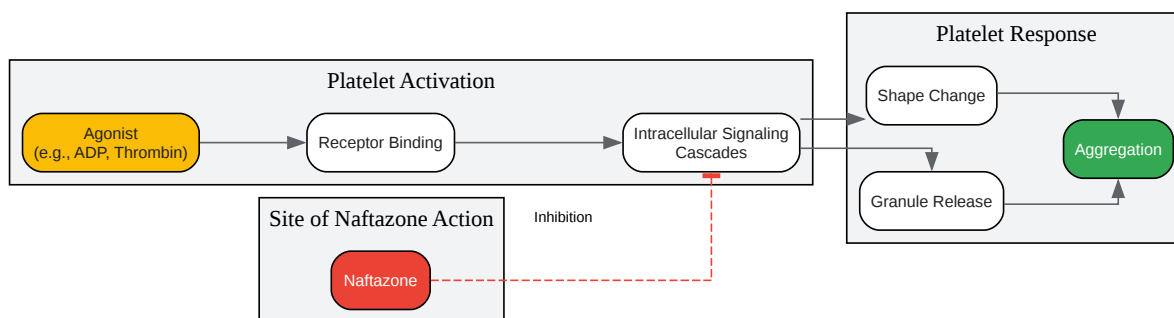 Platelet Activation
Agonist
(e.g., ADP, Thrombin)
Receptor Binding
Intracellular Signaling
Cascades
Platelet Response
Shape Change
Granule Release
Aggregation
Site of Naftazone Action
Naftazone
Inhibition